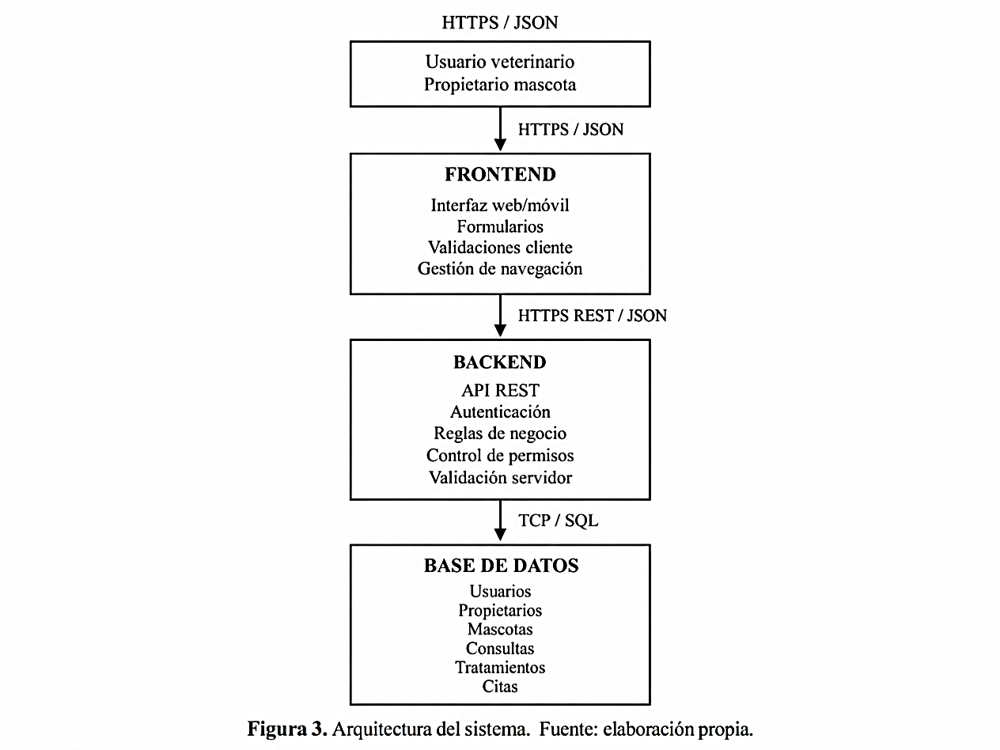 HTTPS / JSON
Usuario veterinario
Propietario mascota
HTTPS / JSON
FRONTEND
Interfaz web/móvil
Formularios
Validaciones cliente
Gestión de navegación
HTTPS REST / JSON
BACKEND
API REST
Autenticación
Reglas de negocio
Control de permisos
Validación servidor
TCP / SQL
BASE DE DATOS
Usuarios
Propietarios
Mascotas
Consultas
Tratamientos
Citas
Figura 3. Arquitectura del sistema. Fuente: elaboración propia.